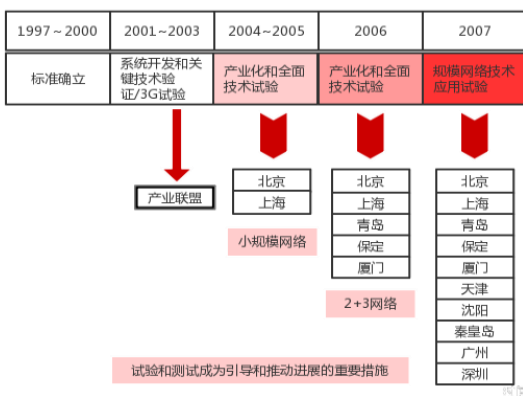 1997～2000
2001~2003
2004~2005
2006
2007
标准确立
系统开发和关
键技术验
证/3G试验
产业化和全面
技术试验
产业化和全面
技术试验
规模网络技术
应用试验
产业联盟
北京
上海
小规模网络
北京
上海
青岛
保定
厦门
2+3网络
北京
上海
青岛
保定
厦门
天津
沈阳
秦皇岛
广州
深圳
试验和测试成为引导和推动进展的重要措施